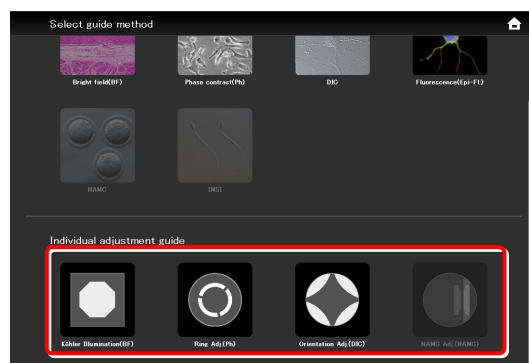 Select guide method
Bright field(BF)
Phase contrast(Ph)
DIC
Fluorescence(Epi-FL)
NAMC
IMSI
Individual adjustment guide
Köhler Illumination(BF)
Ring Adj.(Ph)
Orientation Adj.(DIC)
NAMC Adj.(NAMC)